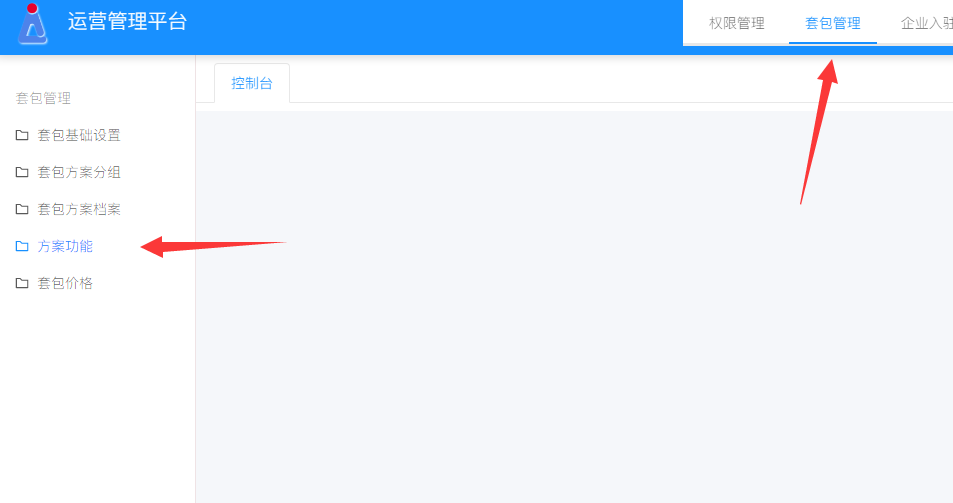 运营管理平台
权限管理
套包管理
企业入驻
控制台
套包管理
套包基础设置
套包方案分组
套包方案档案
方案功能
套包价格